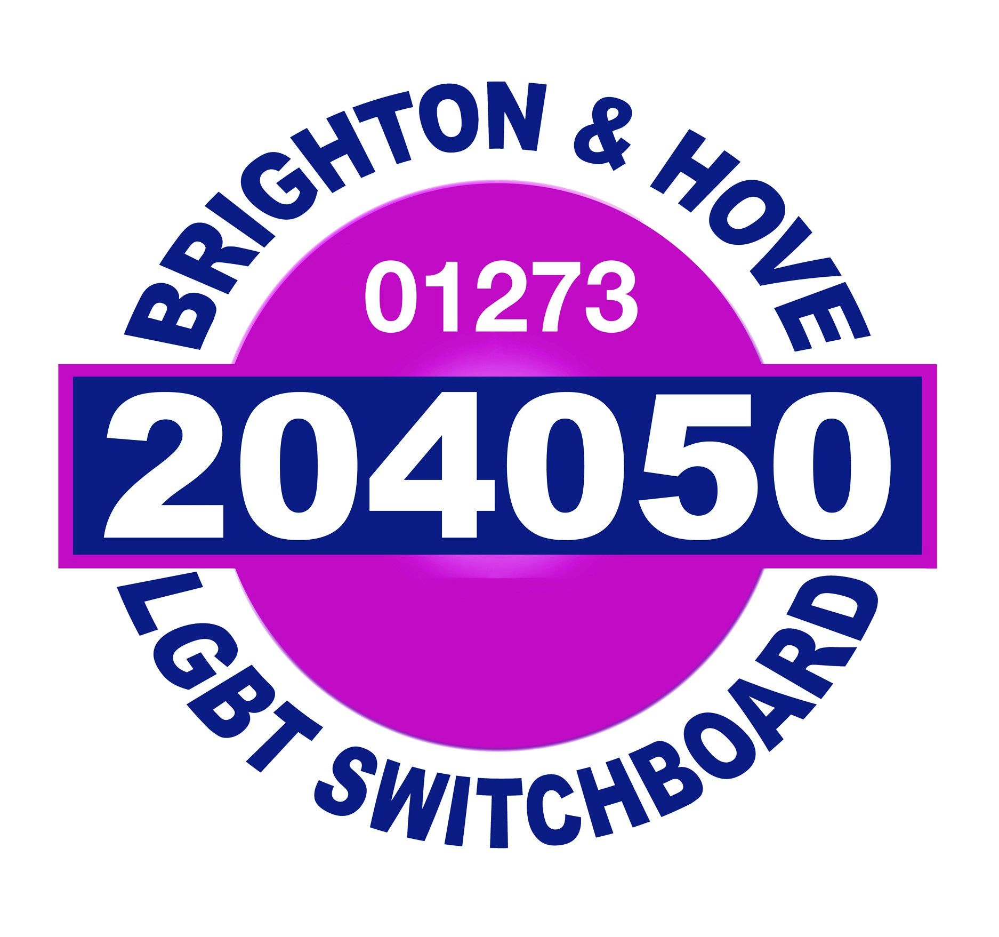 BRIGHTON & HOVE
01273
204050
LGBT SWITCHBOARD